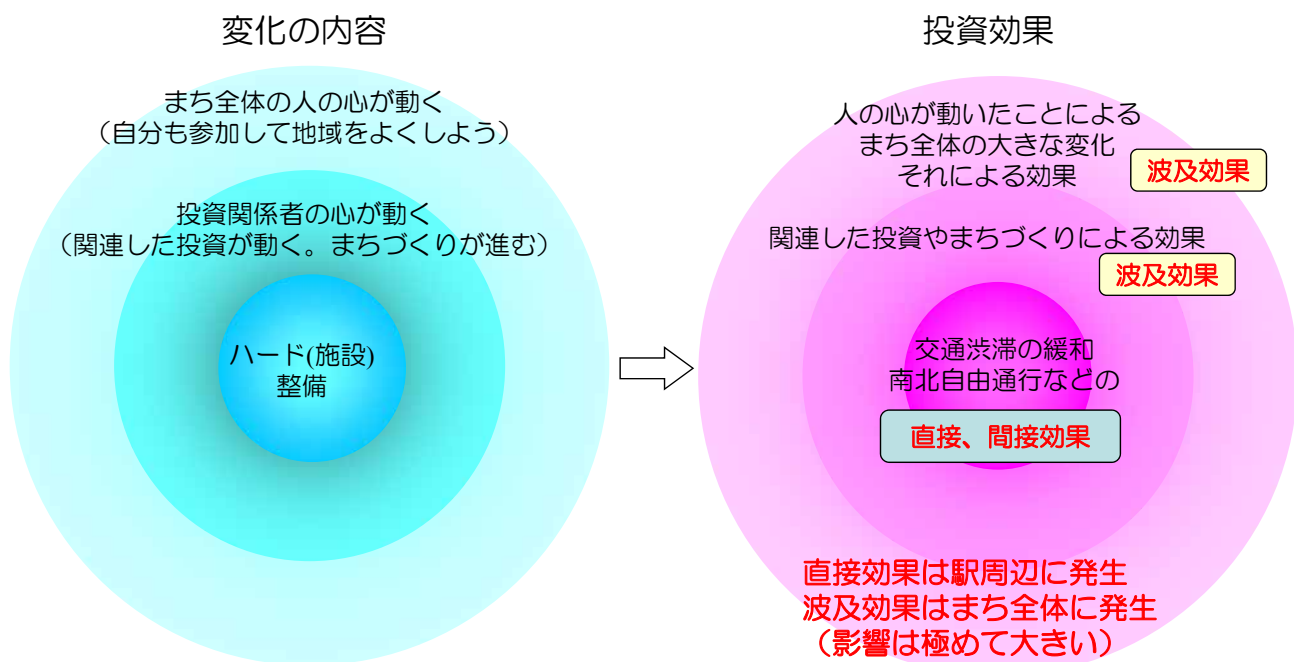 変化の内容
まち全体の人の心が動く
（自分も参加して地域をよくしよう）
投資関係者の心が動く
（関連した投資が動く。まちづくりが進む）
ハード(施設)
整備
投資効果
人の心が動いたことによる
まち全体の大きな変化
それによる効果
波及効果
関連した投資やまちづくりによる効果
波及効果
交通渋滞の緩和
南北自由通行などの
直接、間接効果
直接効果は駅周辺に発生
波及効果はまち全体に発生
（影響は極めて大きい）